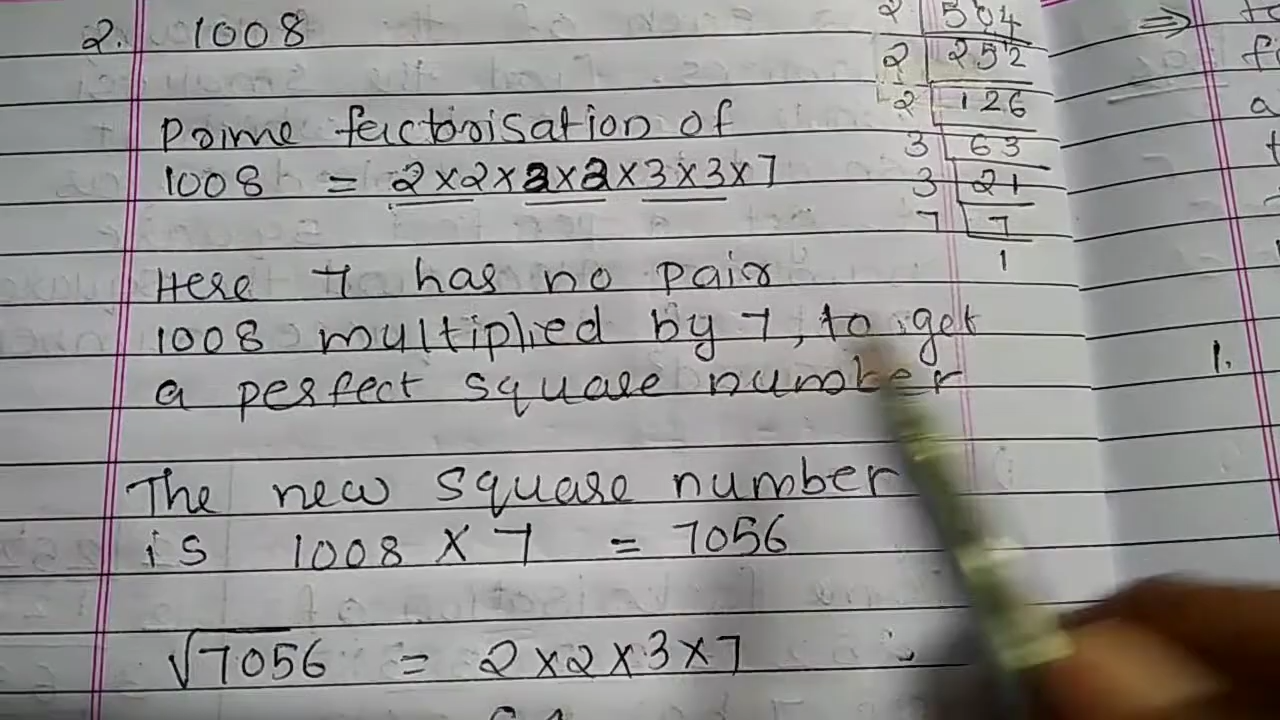 2. 1008
Prime factorisation of
1008 = 2×2×2×2×3×3×7
Here 7 has no pair
1008 multiplied by 7, to get
a perfect square number
The new square number
is 1008 × 7 = 7056
√7056 = 2×2×3×7
2 504
2 252
2 126
3 63
3 21
7 7
1
⇒
a
1.